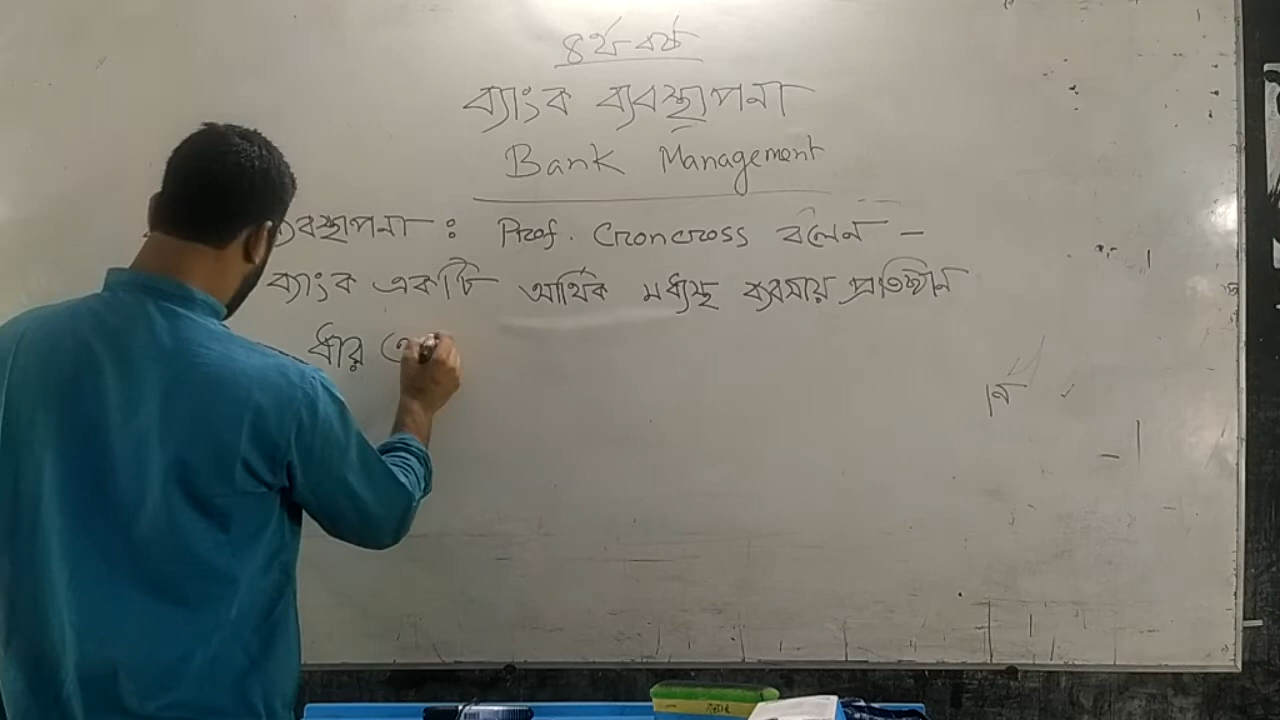 ৪র্থ বর্ষ
ব্যাংক ব্যবস্থাপনা
Bank Management
ব্যবস্থাপনা : Prof. Croncross বলেন –
ব্যাংক একটি আর্থিক মধ্যস্থ ব্যবসায় প্রতিষ্ঠান
ধার
নি